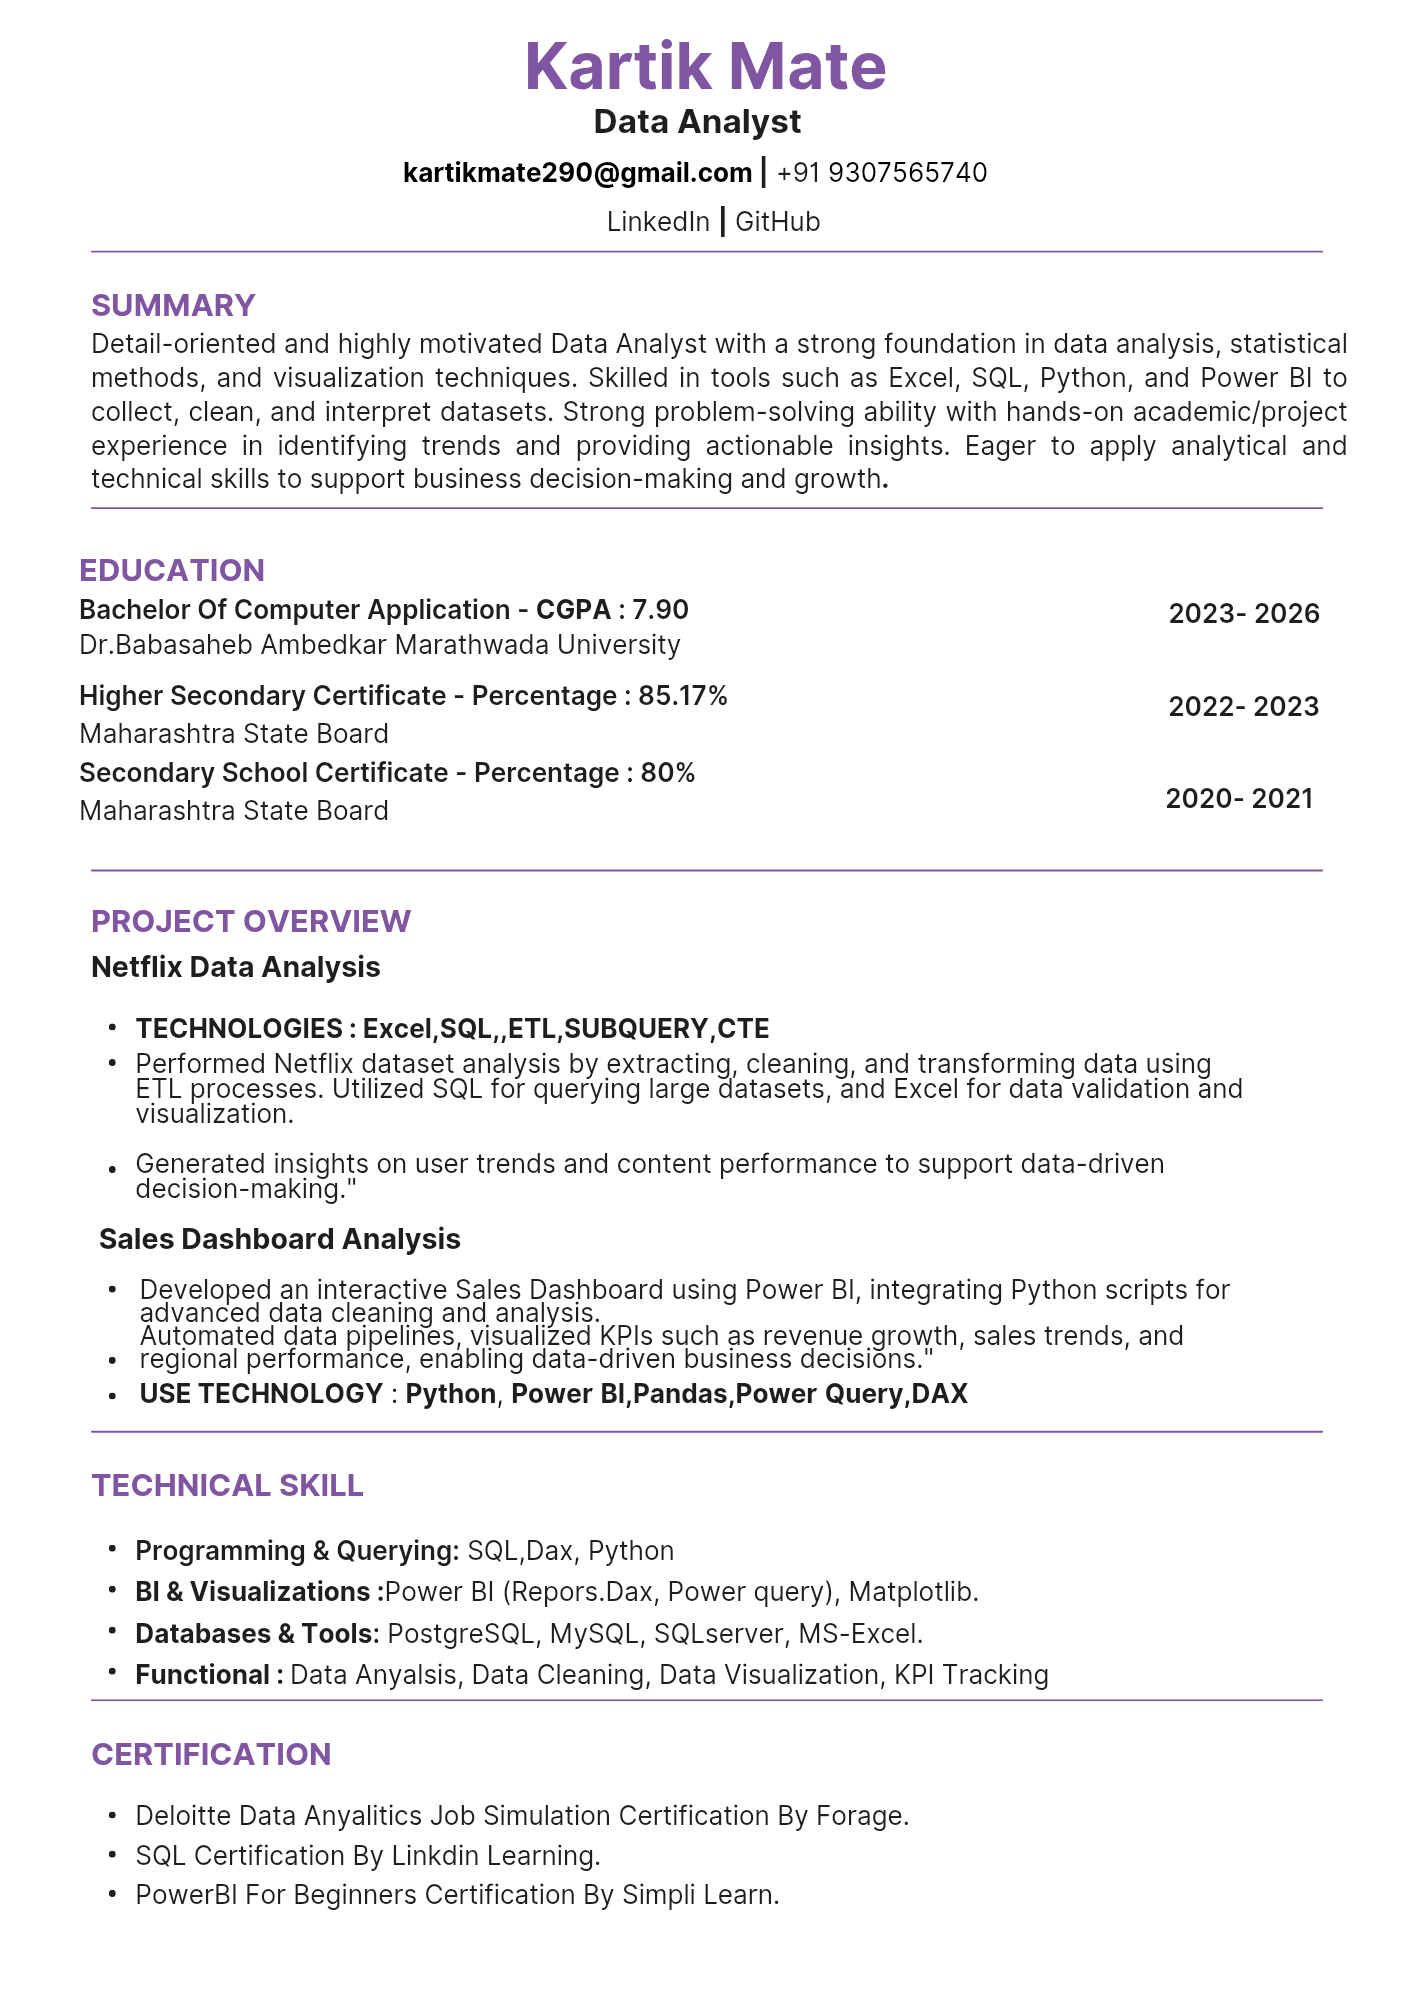 Kartik Mate
Data Analyst
kartikmate290@gmail.com | +91 9307565740
LinkedIn | GitHub
SUMMARY
Detail-oriented and highly motivated Data Analyst with a strong foundation in data analysis, statistical
methods, and visualization techniques. Skilled in tools such as Excel, SQL, Python, and Power BI to
collect, clean, and interpret datasets. Strong problem-solving ability with hands-on academic/project
experience in identifying trends and providing actionable insights. Eager to apply analytical and
technical skills to support business decision-making and growth.
EDUCATION
Bachelor Of Computer Application - CGPA : 7.90 2023- 2026
Dr.Babasaheb Ambedkar Marathwada University
Higher Secondary Certificate - Percentage : 85.17% 2022- 2023
Maharashtra State Board
Secondary School Certificate - Percentage : 80%
Maharashtra State Board 2020- 2021
PROJECT OVERVIEW
Netflix Data Analysis
• TECHNOLOGIES : Excel,SQL,,ETL,SUBQUERY,CTE
• Performed Netflix dataset analysis by extracting, cleaning, and transforming data using
ETL processes. Utilized SQL for querying large datasets, and Excel for data validation and
visualization.
• Generated insights on user trends and content performance to support data-driven
decision-making."
Sales Dashboard Analysis
• Developed an interactive Sales Dashboard using Power BI, integrating Python scripts for
advanced data cleaning and analysis.
Automated data pipelines, visualized KPIs such as revenue growth, sales trends, and
• regional performance, enabling data-driven business decisions."
• USE TECHNOLOGY : Python, Power BI,Pandas,Power Query,DAX
TECHNICAL SKILL
• Programming & Querying: SQL,Dax, Python
• BI & Visualizations :Power BI (Repors.Dax, Power query), Matplotlib.
• Databases & Tools: PostgreSQL, MySQL, SQLserver, MS-Excel.
• Functional : Data Anyalsis, Data Cleaning, Data Visualization, KPI Tracking
CERTIFICATION
• Deloitte Data Anyalitics Job Simulation Certification By Forage.
• SQL Certification By Linkdin Learning.
• PowerBI For Beginners Certification By Simpli Learn.